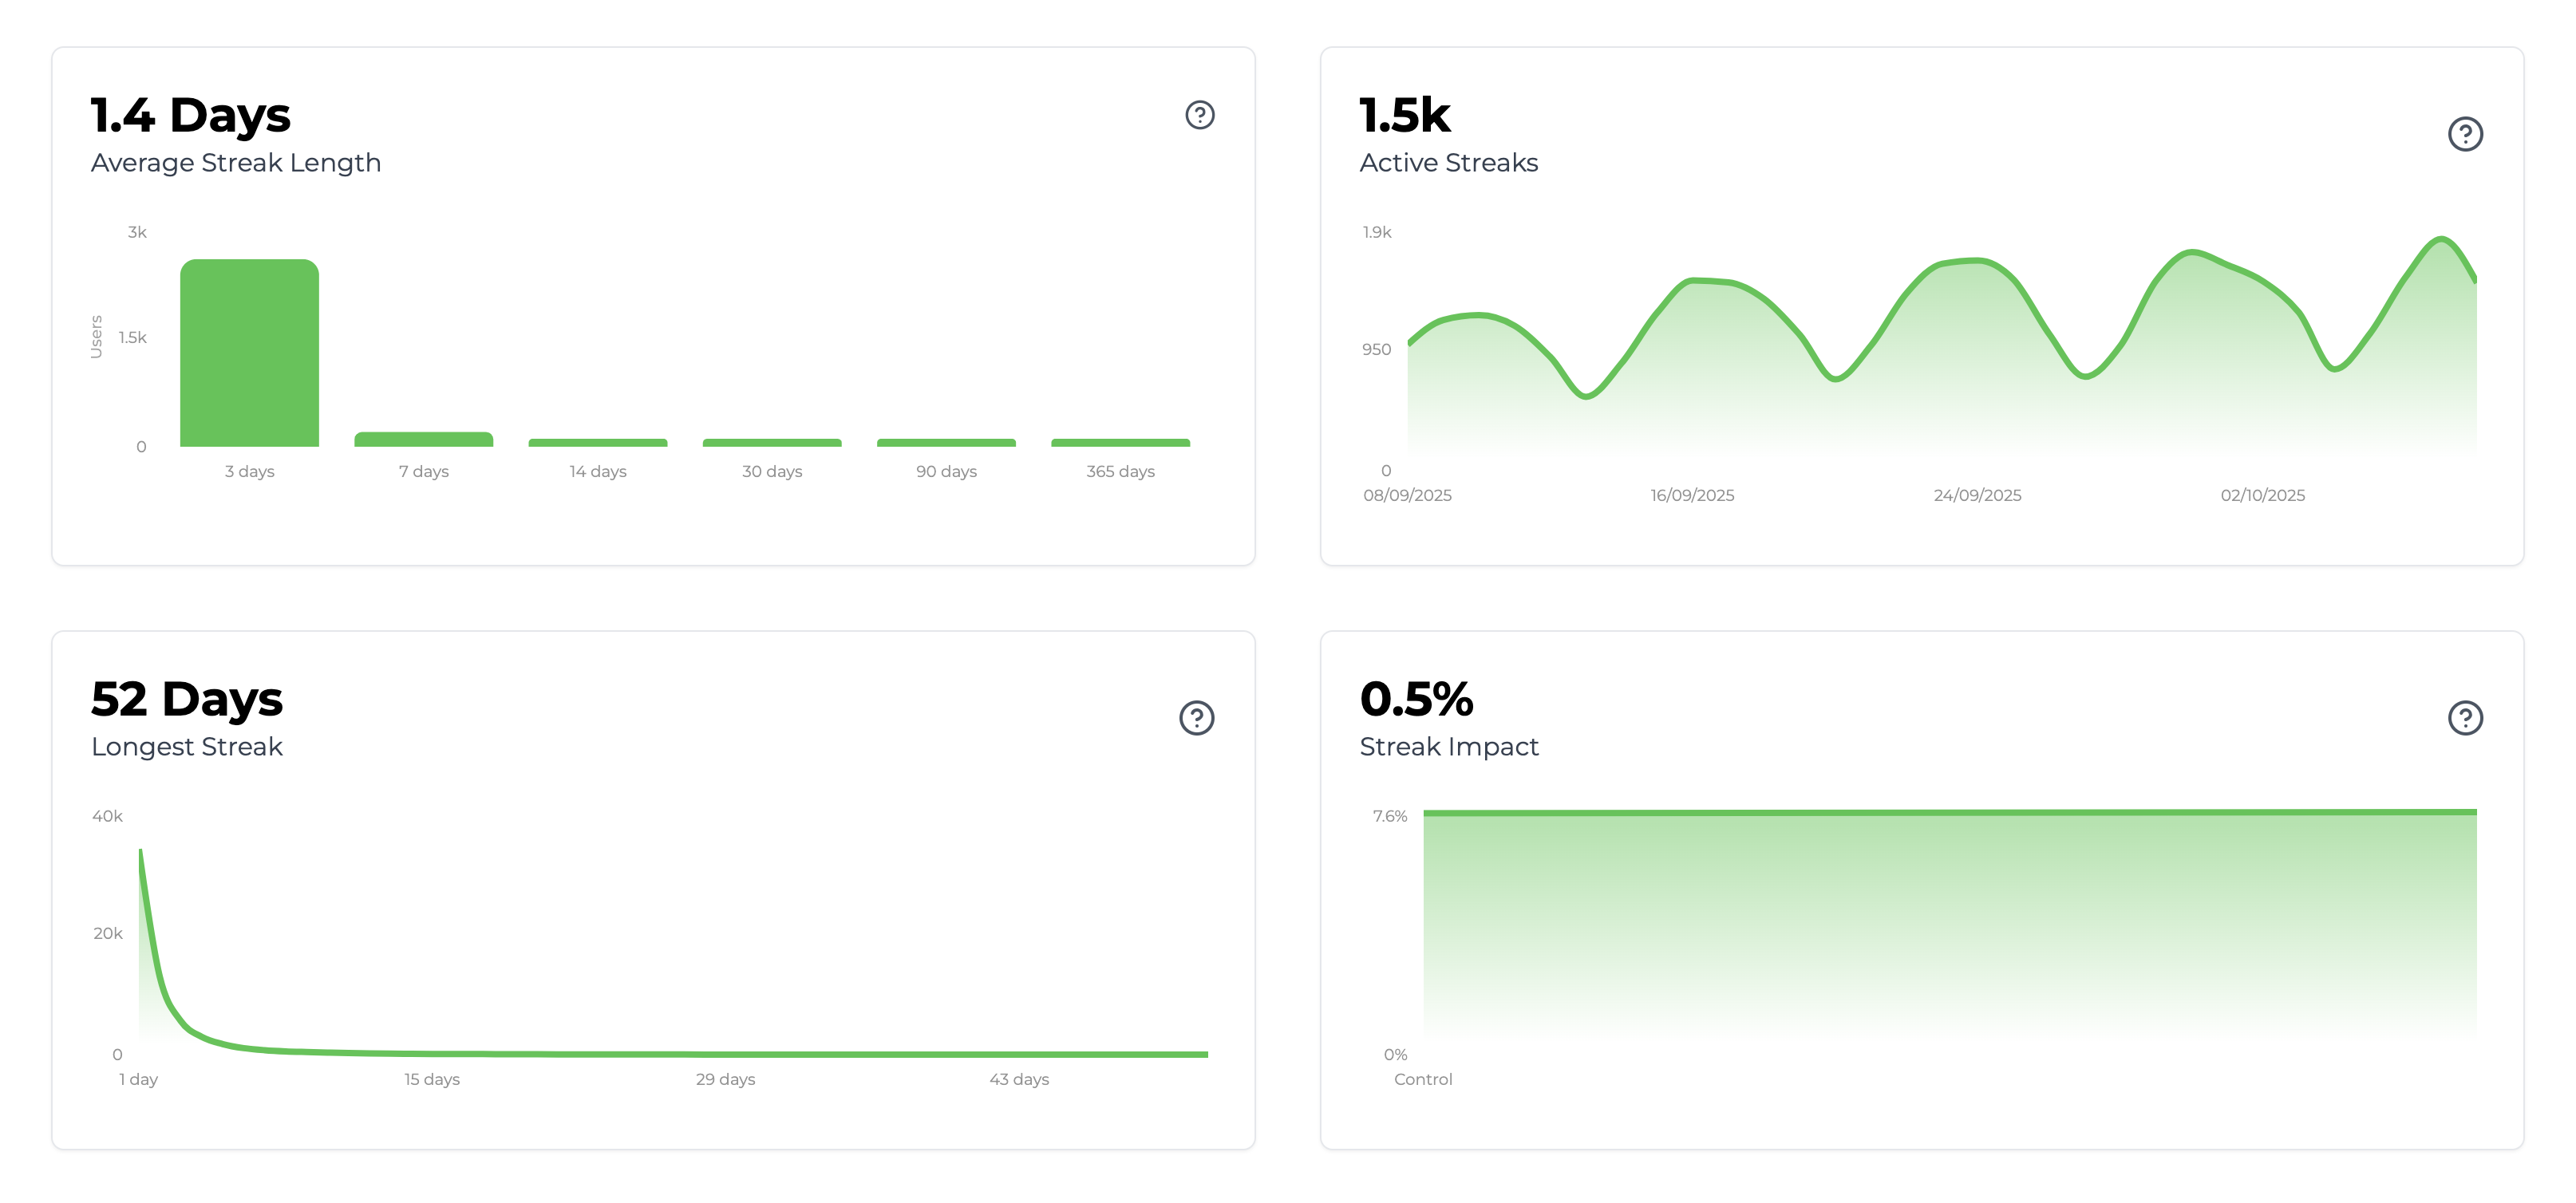 1.4 Days
Average Streak Length
3k
1.5k
0
Users
3 days
7 days
14 days
30 days
90 days
365 days
1.5k
Active Streaks
1.9k
950
0
08/09/2025
16/09/2025
24/09/2025
02/10/2025
52 Days
Longest Streak
40k
20k
0
1 day
15 days
29 days
43 days
0.5%
Streak Impact
7.6%
0%
Control